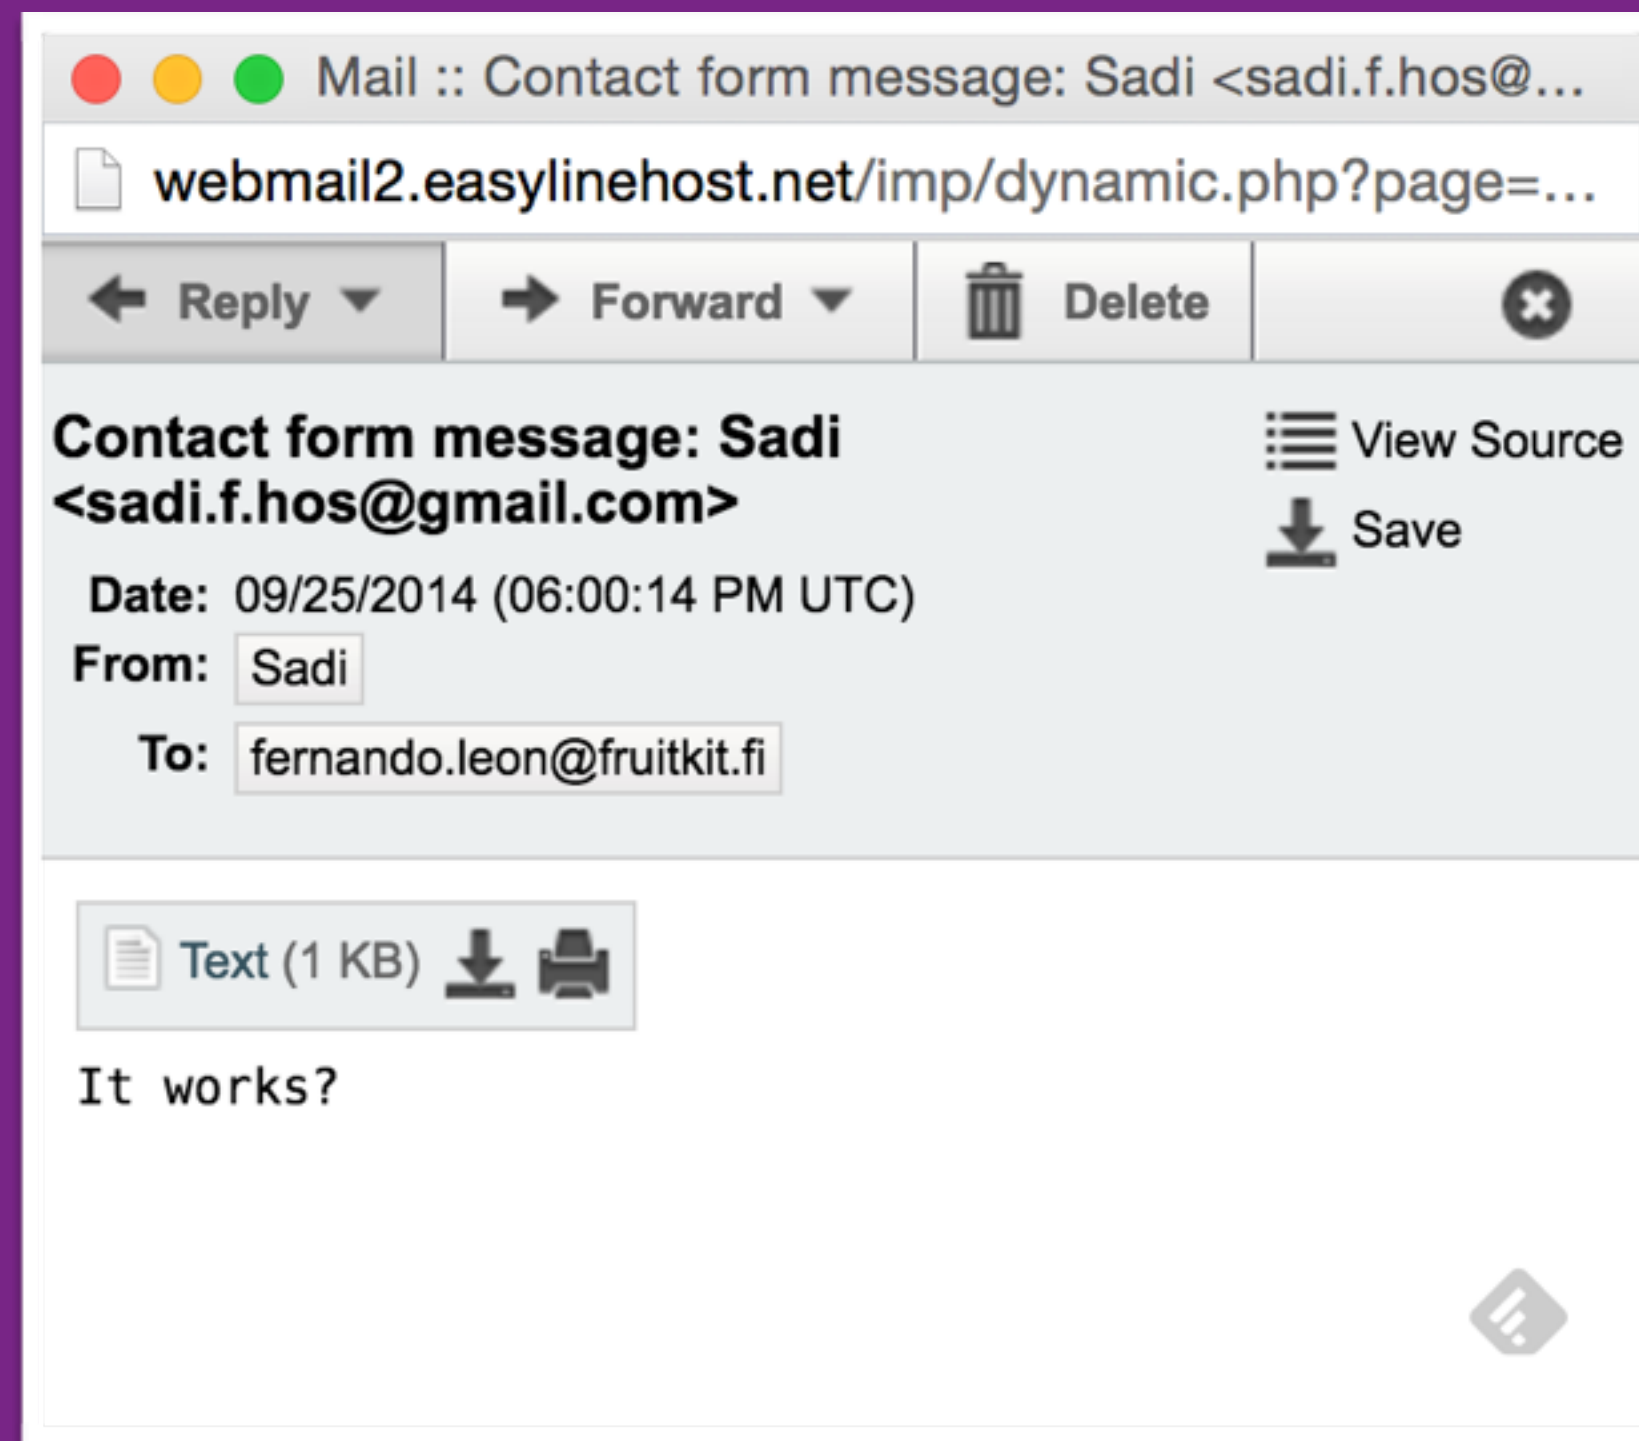 Mail :: Contact form message: Sadi <sadi.f.hos@...
webmail2.easylinehost.net/imp/dynamic.php?page=...
Reply Forward Delete
Contact form message: Sadi
<sadi.f.hos@gmail.com>
View Source
Save
Date: 09/25/2014 (06:00:14 PM UTC)
From: Sadi
To: fernando.leon@fruitkit.fi
Text (1 KB)
It works?